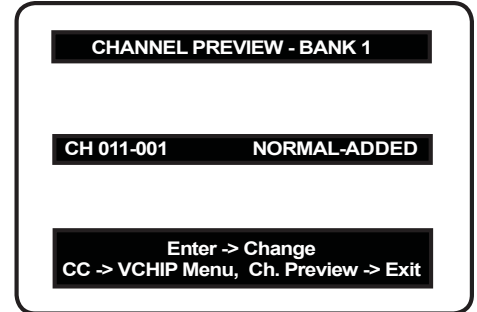 CHANNEL PREVIEW - BANK 1
CH 011-001 NORMAL-ADDED
Enter -> Change
CC -> VCHIP Menu, Ch. Preview -> Exit